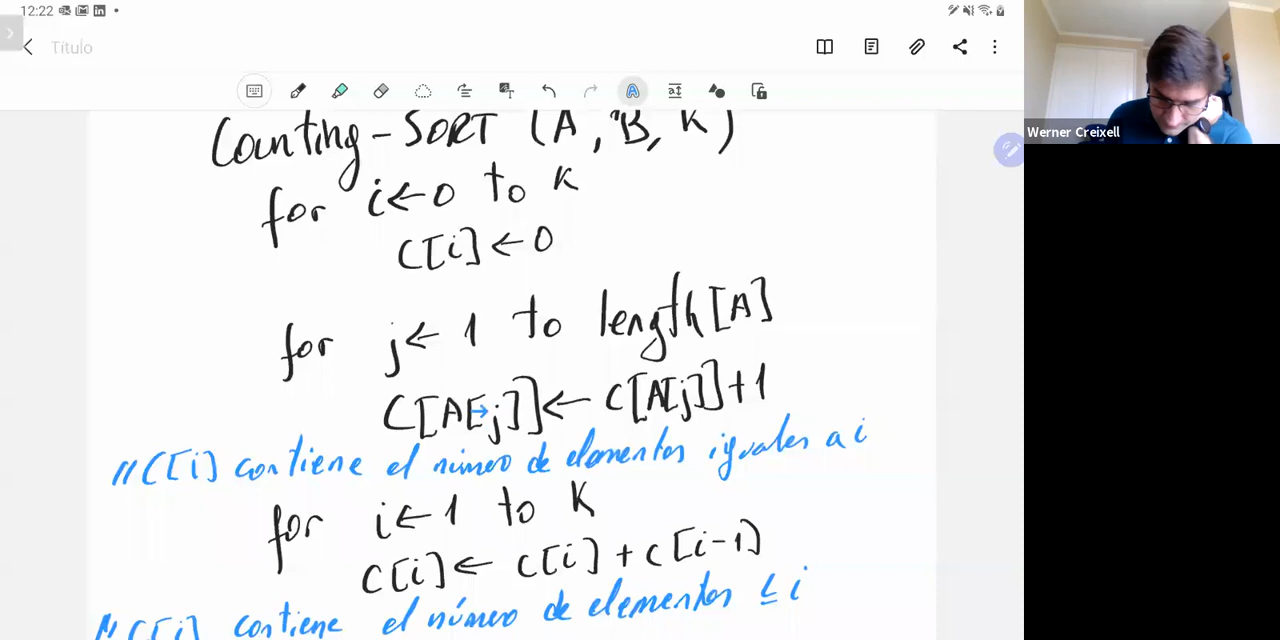 12:22
Título
Werner Creixell
Counting-SORT (A, B, K)
for i←0 to K
C[i]←0
for j←1 to length[A]
C[A[j]]← C[A[j]]+1
//C[i] contiene el número de elementos iguales a i
for i←1 to K
C[i]← C[i]+C[i-1]
//C[i] contiene el número de elementos ≤ i